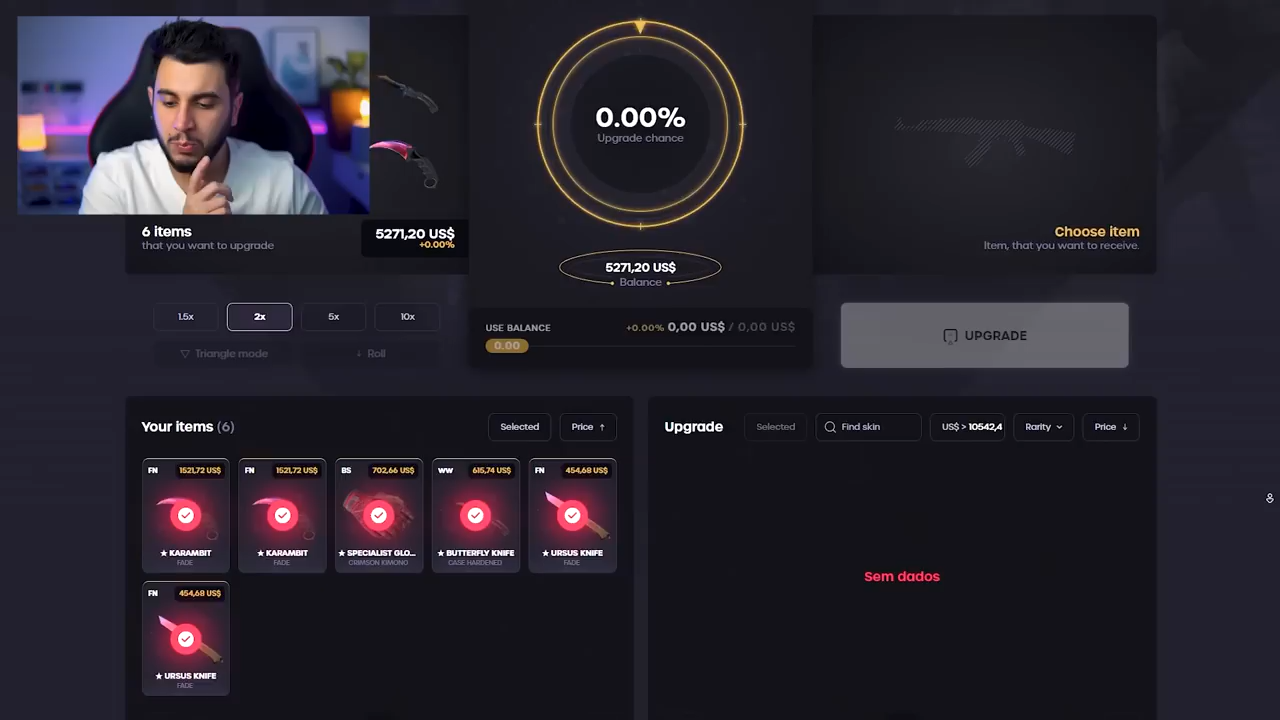 0.00%
Upgrade chance
6 items
that you want to upgrade
5271,20 US$
+0.00%
5271,20 US$
Balance
Choose item
Item, that you want to receive.
1.5x
2x
5x
10x
Triangle mode
Roll
USE BALANCE
+0.00% 0,00 US$ / 0,00 US$
0.00
UPGRADE
Your items (6)
Selected
Price ↑
Upgrade
Selected
Find skin
US$ > 10542,4
Rarity
Price ↓
FN 1521,72 US$
★ KARAMBIT
FADE
FN 1521,72 US$
★ KARAMBIT
FADE
BS 702,66 US$
★ SPECIALIST GLO...
CRIMSON KIMONO
WW 615,74 US$
★ BUTTERFLY KNIFE
CASE HARDENED
FN 454,68 US$
★ URSUS KNIFE
FADE
FN 454,68 US$
★ URSUS KNIFE
FADE
Sem dados